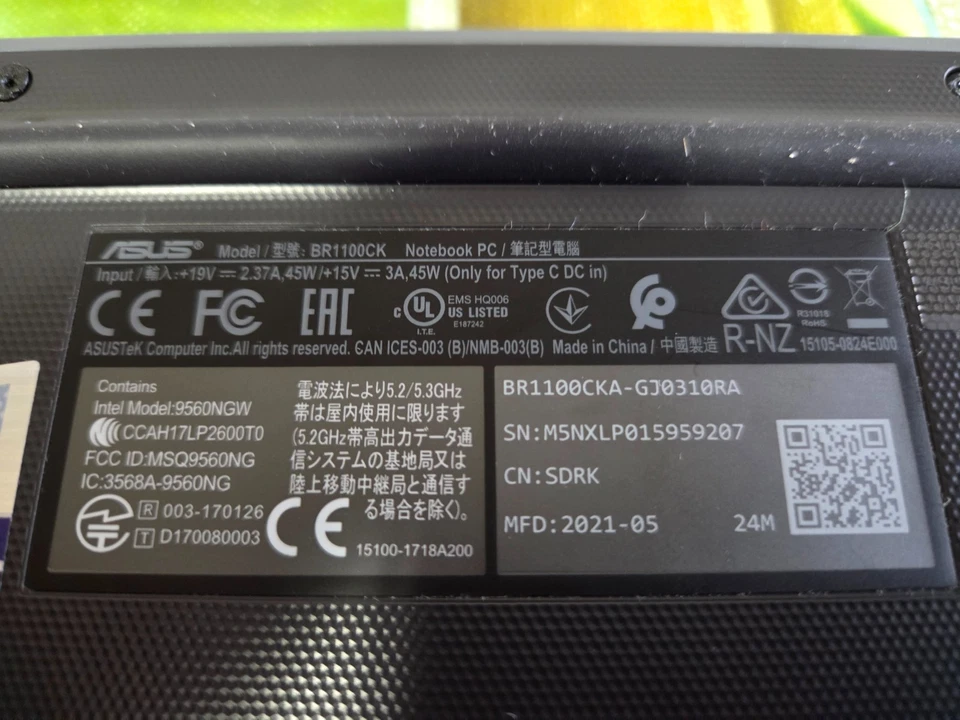 ASUS® Model / 型號: BR1100CK Notebook PC / 筆記型電腦
Input / 輸入:+19V ⎓ 2.37A,45W/+15V ⎓ 3A,45W (Only for Type C DC in)
CE FC EAC c UL US LISTED EMS HQ006 I.T.E. E187242 R31018 RoHS
ASUSTeK Computer Inc.All rights reserved. CAN ICES-003 (B)/NMB-003(B) Made in China / 中國製造 R-NZ 15105-0824E000
Contains
Intel Model:9560NGW
CCAH17LP2600T0
FCC ID:MSQ9560NG
IC:3568A-9560NG
R 003-170126
T D170080003
電波法により5.2/5.3GHz
帯は屋内使用に限ります
(5.2GHz帯高出力データ通
信システムの基地局又は
陸上移動中継局と通信す
る場合を除く)。
CE 15100-1718A200
BR1100CKA-GJ0310RA
SN:M5NXLP015959207
CN:SDRK
MFD:2021-05 24M